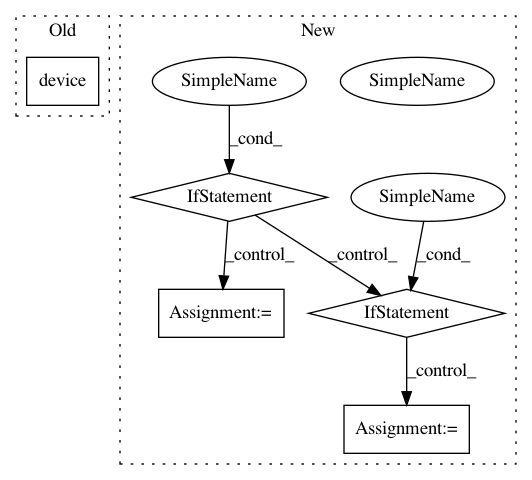 Old
New
device
SimpleName
SimpleName
_cond_
IfStatement
SimpleName
_control_
_control_
_cond_
Assignment:=
IfStatement
_control_
Assignment:=